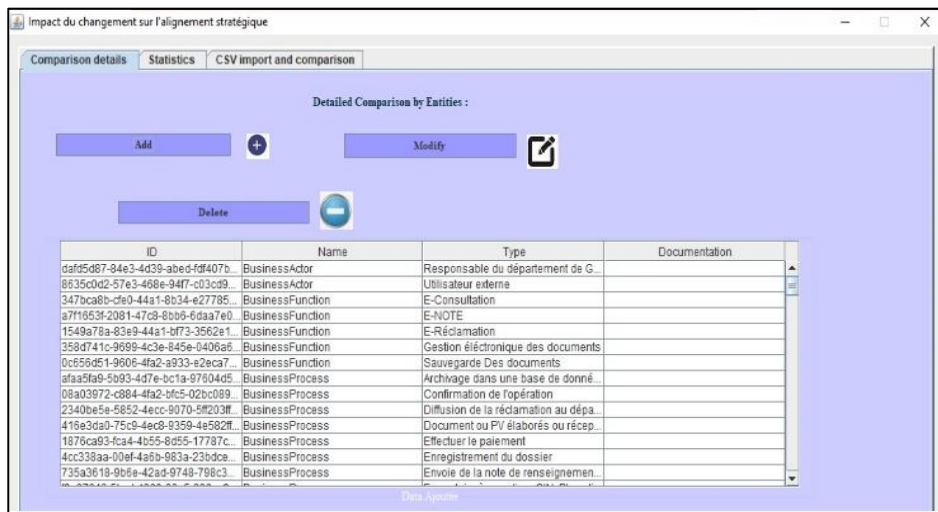 Impact du changement sur l'alignement stratégique
Comparison details Statistics CSV import and comparison
Detailed Comparison by Entities :
Add Modify
Delete
ID Name Type Documentation
dafd5d87-84e3-4d39-abed-fdf407b... BusinessActor Responsable du département de G...
8635c0d2-57e3-468e-94f7-c03cd9... BusinessActor Utilisateur externe
347bca8b-cfe0-44a1-8b34-e27785... BusinessFunction E-Consultation
a7f1653f-2081-47c8-8bb6-6daa7e0... BusinessFunction E-NOTE
1549a78a-83e9-44a1-bf73-3562e1... BusinessFunction E-Réclamation
358d741c-9699-4c3e-845e-0406a6... BusinessFunction Gestion éléctronique des documents
0c656d51-9606-4fa2-a933-e2eca7... BusinessFunction Sauvegarde Des documents
afaa5fa9-5b93-4d7e-bc1a-97604d5... BusinessProcess Archivage dans une base de donné...
08a03972-c884-4fa2-bfc5-02bc089... BusinessProcess Confirmation de l'opération
2340be5e-5852-4ecc-9070-5ff203ff... BusinessProcess Diffusion de la réclamation au dépa...
416e3da0-75c9-4ec8-9359-4e582ff... BusinessProcess Document ou PV élaborés ou récep...
1876ca93-fca4-4b55-8d55-17787c... BusinessProcess Effectuer le paiement
4cc338aa-00ef-4a6b-983a-23bdce... BusinessProcess Enregistrement du dossier
735a3618-9b6e-42ad-9748-798c3... BusinessProcess Envoie de la note de renseignemen...
Data Ajouter